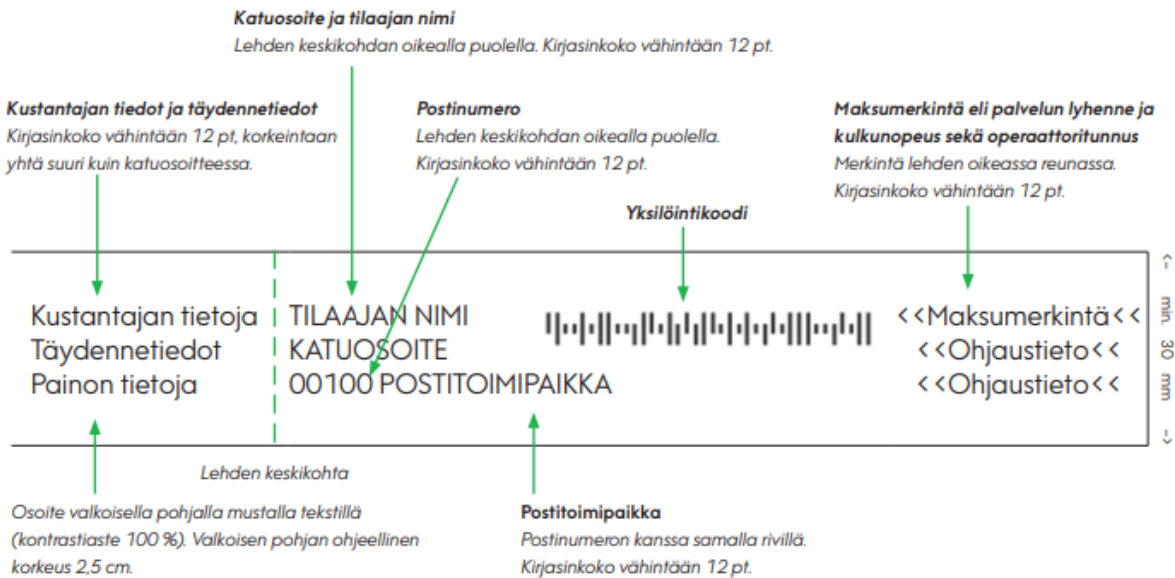 Katuosoite ja tilaajan nimi
Lehden keskikohdan oikealla puolella. Kirjasinkoko vähintään 12 pt.
Kustantajan tiedot ja täydennetiedot
Kirjasinkoko vähintään 12 pt, korkeintaan
yhtä suuri kuin katuosoitteessa.
Postinumero
Lehden keskikohdan oikealla puolella.
Kirjasinkoko vähintään 12 pt.
Maksumerkintä eli palvelun lyhenne ja
kulkunopeus sekä operaattoritunnus
Merkintä lehden oikeassa reunassa.
Kirjasinkoko vähintään 12 pt.
Yksilöintikoodi
Kustantajan tietoja
Täydennetiedot
Painon tietoja
TILAAJAN NIMI
KATUOSOITE
00100 POSTITOIMIPAIKKA
<<Maksumerkintä<<
<<Ohjaustieto<<
<<Ohjaustieto<<
<- min. 30 mm ->
Lehden keskikohta
Osoite valkoisella pohjalla mustalla tekstillä
(kontrastiaste 100 %). Valkoisen pohjan ohjeellinen
korkeus 2,5 cm.
Postitoimipaikka
Postinumeron kanssa samalla rivillä.
Kirjasinkoko vähintään 12 pt.